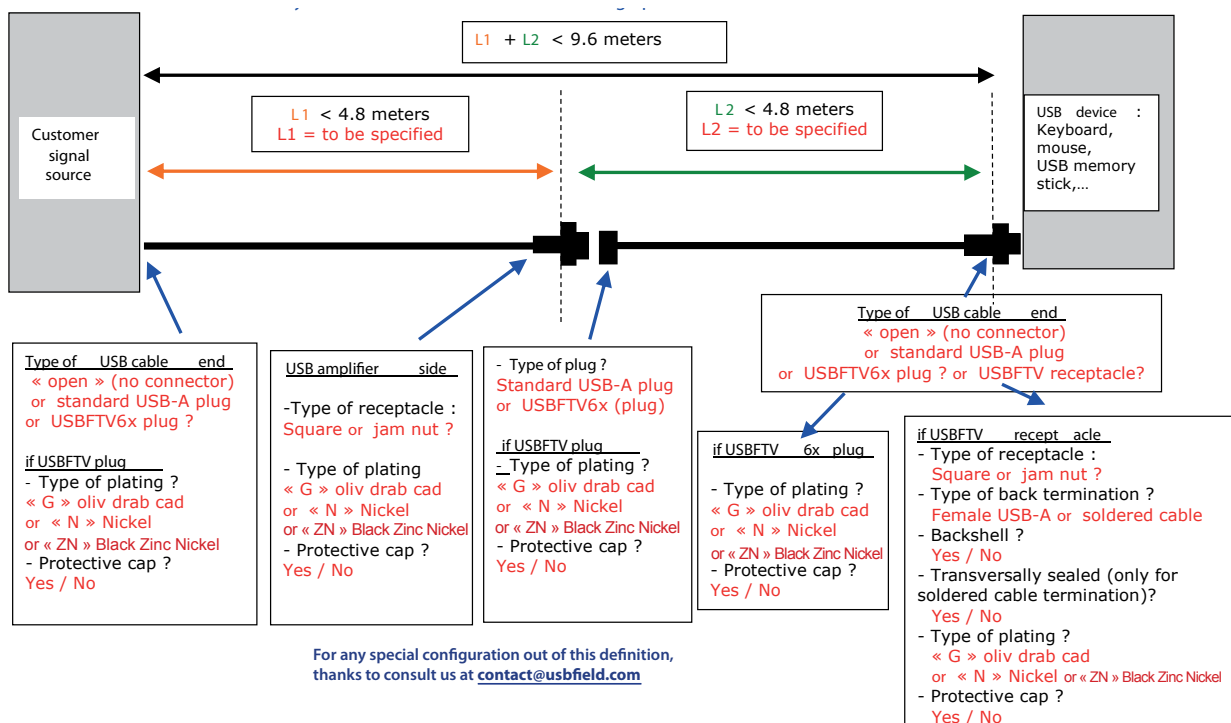 L1 + L2 < 9.6 meters
L1 < 4.8 meters
L1 = to be specified
L2 < 4.8 meters
L2 = to be specified
Customer
signal
source
USB device :
Keyboard,
mouse,
USB memory
stick,...
Type of USB cable end
« open » (no connector)
or standard USB-A plug
or USBFTV6x plug ?
if USBFTV plug
- Type of plating ?
« G » oliv drab cad
or « N » Nickel
or « ZN » Black Zinc Nickel
- Protective cap ?
Yes / No
USB amplifier side
-Type of receptacle :
Square or jam nut ?
- Type of plating
« G » oliv drab cad
or « N » Nickel
or « ZN » Black Zinc Nickel
- Protective cap ?
Yes / No
- Type of plug ?
Standard USB-A plug
or USBFTV6x (plug)
if USBFTV plug
- Type of plating ?
« G » oliv drab cad
or « N » Nickel
or « ZN » Black Zinc Nickel
- Protective cap ?
Yes / No
Type of USB cable end
« open » (no connector)
or standard USB-A plug
or USBFTV6x plug ? or USBFTV receptacle?
if USBFTV 6x plug
- Type of plating ?
« G » oliv drab cad
or « N » Nickel
or « ZN » Black Zinc Nickel
- Protective cap ?
Yes / No
if USBFTV recept acle
- Type of receptacle :
Square or jam nut ?
- Type of back termination ?
Female USB-A or soldered cable
- Backshell ?
Yes / No
- Transversally sealed (only for
soldered cable termination)?
Yes / No
- Type of plating ?
« G » oliv drab cad
or « N » Nickel or « ZN » Black Zinc Nickel
- Protective cap ?
Yes / No
For any special configuration out of this definition,
thanks to consult us at contact@usbfield.com